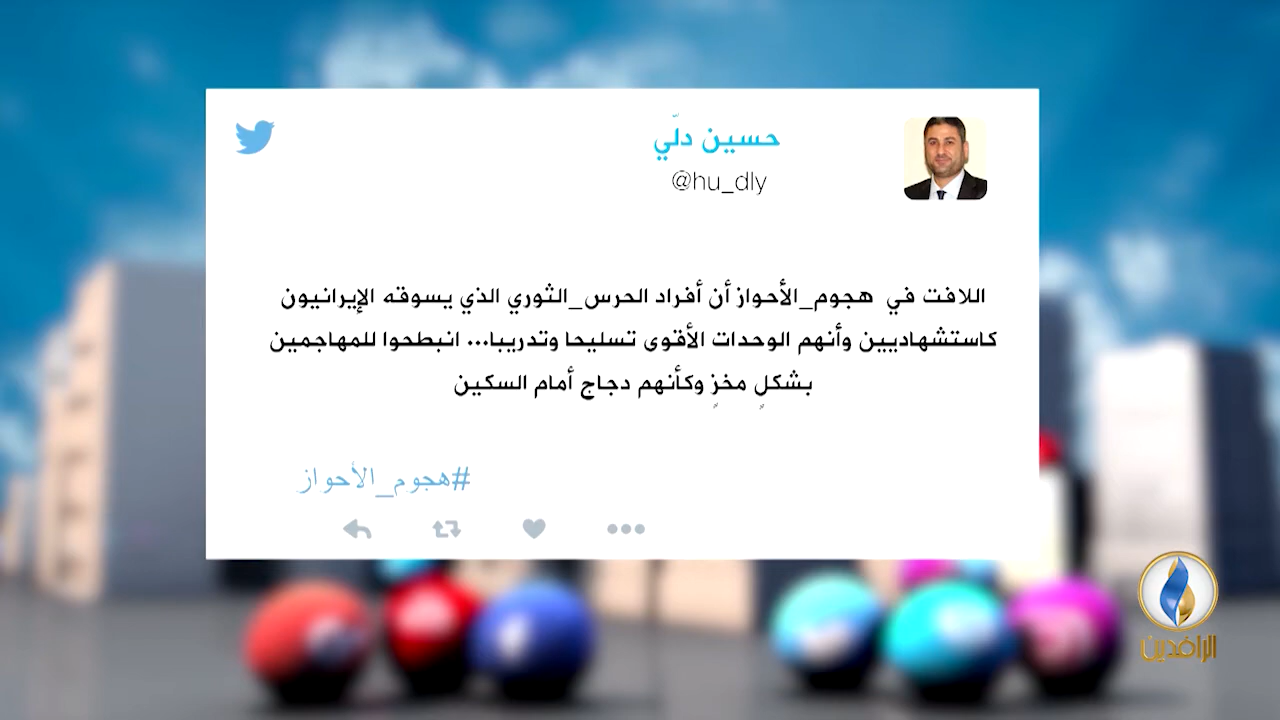 حسين دلّي
@hu_dly
اللافت في هجوم_الأحواز أن أفراد الحرس_الثوري الذي يسوقه الإيرانيون
كاستشهاديين وأنهم الوحدات الأقوى تسليحا وتدريبا... انبطحوا للمهاجمين
بشكلٍ مخزٍ وكأنهم دجاج أمام السكين
#هجوم_الأحواز
الرافدين